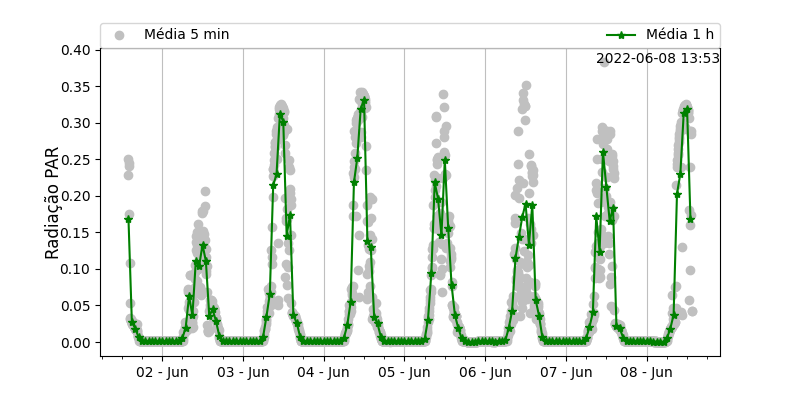 Média 5 min
Média 1 h
2022-06-08 13:53
Radiação PAR
0.40
0.35
0.30
0.25
0.20
0.15
0.10
0.05
0.00
02 - Jun
03 - Jun
04 - Jun
05 - Jun
06 - Jun
07 - Jun
08 - Jun